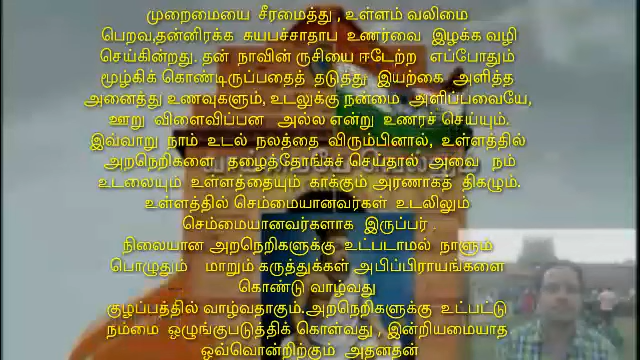 முறைமையை சீரமைத்து , உள்ளம் வலிமை
பெறவ,தன்னிரக்க சுயபச்சாதாப உணர்வை இழக்க வழி
செய்கின்றது. தன் நாவின் ருசியை ஈடேற்ற எப்போதும்
மூழ்கிக் கொண்டிருப்பதைத் தடுத்து இயற்கை அளித்த
அனைத்து உணவுகளும், உடலுக்கு நன்மை அளிப்பவையே,
ஊறு விளைவிப்பன அல்ல என்று உணரச் செய்யும்.
இவ்வாறு நாம் உடல் நலத்தை விரும்பினால், உள்ளத்தில்
அறநெறிகளை தழைத்தோங்கச் செய்தால் அவை நம்
உடலையும் உள்ளத்தையும் காக்கும் அரணாகத் திகழும்.
உள்ளத்தில் செம்மையானவர்கள் உடலிலும்
செம்மையானவர்களாக இருப்பர் .
நிலையான அறநெறிகளுக்கு உட்படாமல் நாளும்
பொழுதும் மாறும் கருத்துக்கள் அபிப்பிராயங்களை
கொண்டு வாழ்வது
குழப்பத்தில் வாழ்வதாகும்.அறநெறிகளுக்கு உட்பட்டு
நம்மை ஒழுங்குபடுத்திக் கொள்வது , இன்றியமையாத
ஒவ்வொன்றிற்கும் அதனதன்